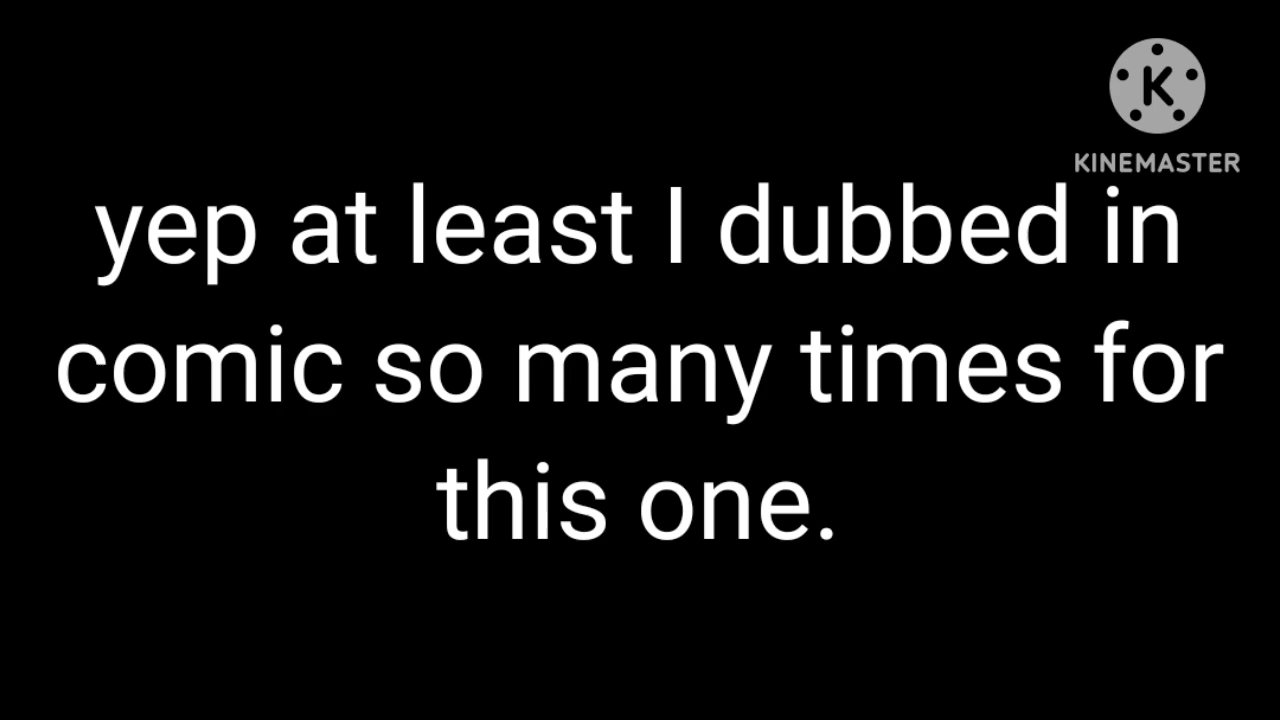 K
KINEMASTER
yep at least I dubbed in
comic so many times for
this one.